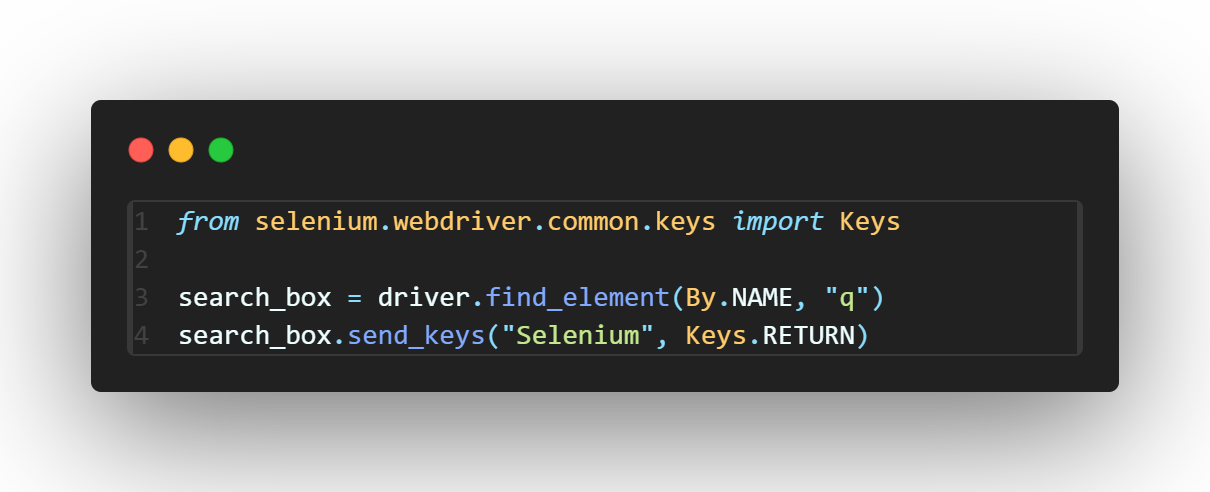 1 from selenium.webdriver.common.keys import Keys
2
3 search_box = driver.find_element(By.NAME, "q")
4 search_box.send_keys("Selenium", Keys.RETURN)